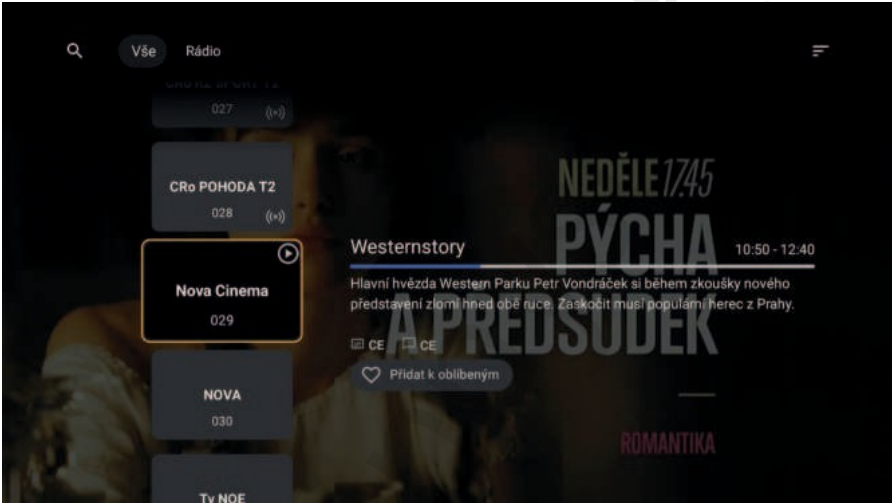 Vše
Rádio
027
CRo POHODA T2
028
Nova Cinema
029
NOVA
030
Tv NOE
Westernstory
10:50 - 12:40
Hlavní hvězda Western Parku Petr Vondráček si během zkoušky nového
představení zlomí hned obě ruce. Zaskočit musí populární herec z Prahy.
CE CE
Přidat k oblíbeným
NEDĚLE 17.45
PÝCHA
A PŘEDSUDEK
ROMANTIKA